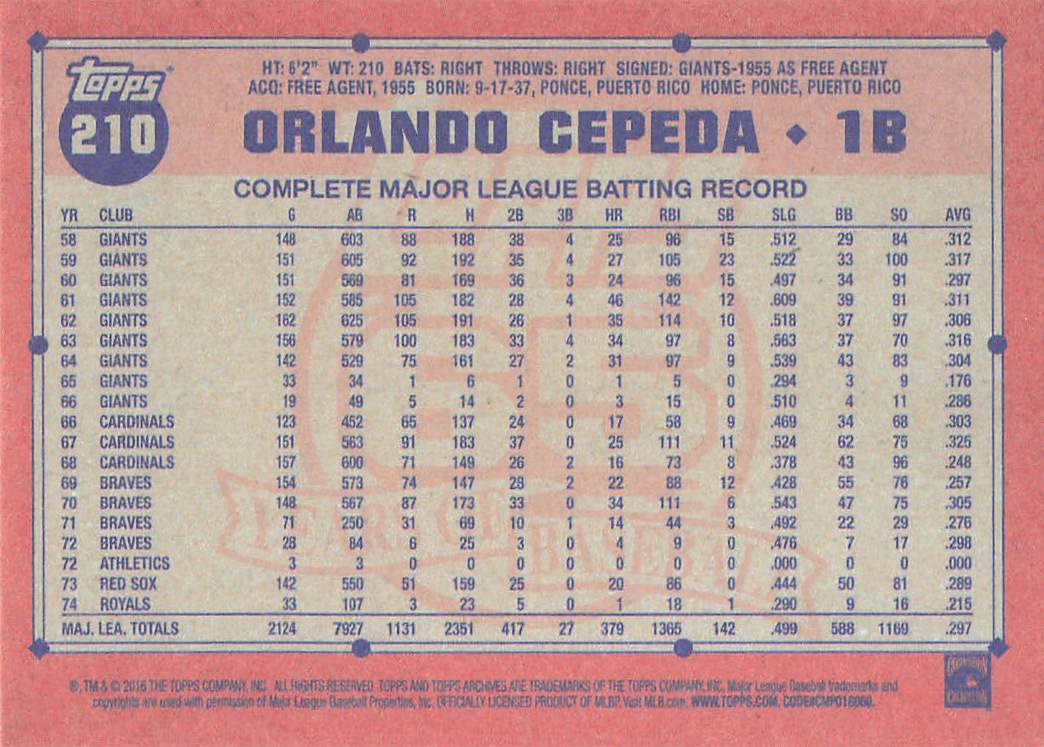 Topps
210
HT: 6'2" WT: 210 BATS: RIGHT THROWS: RIGHT SIGNED: GIANTS-1955 AS FREE AGENT
ACQ: FREE AGENT, 1955 BORN: 9-17-37, PONCE, PUERTO RICO HOME: PONCE, PUERTO RICO
ORLANDO CEPEDA ◆ 1B
COMPLETE MAJOR LEAGUE BATTING RECORD
YR CLUB G AB R H 2B 3B HR RBI SB SLG BB SO AVG
58 GIANTS 148 603 88 188 38 4 25 96 15 .512 29 84 .312
59 GIANTS 151 605 92 192 35 4 27 105 23 .522 33 100 .317
60 GIANTS 151 569 81 169 36 3 24 96 15 .497 34 91 .297
61 GIANTS 152 585 105 182 28 4 46 142 12 .609 39 91 .311
62 GIANTS 162 625 105 191 26 1 35 114 10 .518 37 97 .306
63 GIANTS 156 579 100 183 33 4 34 97 8 .563 37 70 .316
64 GIANTS 142 529 75 161 27 2 31 97 9 .539 43 83 .304
65 GIANTS 33 34 1 6 1 0 1 5 0 .294 3 9 .176
66 GIANTS 19 49 5 14 2 0 3 15 0 .510 4 11 .286
66 CARDINALS 123 452 65 137 24 0 17 58 9 .469 34 68 .303
67 CARDINALS 151 563 91 183 37 0 25 111 11 .524 62 75 .325
68 CARDINALS 157 600 71 149 26 2 16 73 8 .378 43 96 .248
69 BRAVES 154 573 74 147 28 2 22 88 12 .428 55 76 .257
70 BRAVES 148 567 87 173 33 0 34 111 6 .543 47 75 .305
71 BRAVES 71 250 31 69 10 1 14 44 3 .492 22 29 .276
72 BRAVES 28 84 6 25 3 0 4 9 0 .476 7 17 .298
72 ATHLETICS 3 3 0 0 0 0 0 0 0 .000 0 0 .000
73 RED SOX 142 550 51 159 25 0 20 86 0 .444 50 81 .289
74 ROYALS 33 107 3 23 5 0 1 18 1 .290 9 16 .215
MAJ. LEA. TOTALS 2124 7927 1131 2351 417 27 379 1365 142 .499 588 1169 .297
65
YEARS OF BASEBALL
®, TM & © 2016 THE TOPPS COMPANY, INC. ALL RIGHTS RESERVED. TOPPS AND TOPPS ARCHIVES ARE TRADEMARKS OF THE TOPPS COMPANY, INC. Major League Baseball trademarks and
copyrights are used with permission of Major League Baseball Properties, Inc. OFFICIALLY LICENSED PRODUCT OF MLBP. Visit MLB.com. WWW.TOPPS.COM.